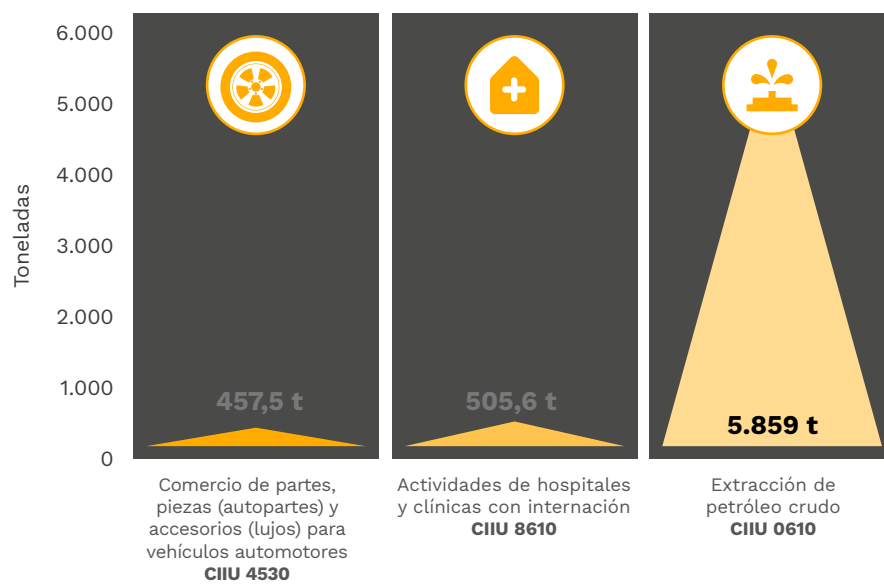 6.000
5.000
4.000
3.000
2.000
1.000
0
Toneladas
457,5 t
505,6 t
5.859 t
Comercio de partes,
piezas (autopartes) y
accesorios (lujos) para
vehículos automotores
CIIU 4530
Actividades de hospitales
y clínicas con internación
CIIU 8610
Extracción de
petróleo crudo
CIIU 0610